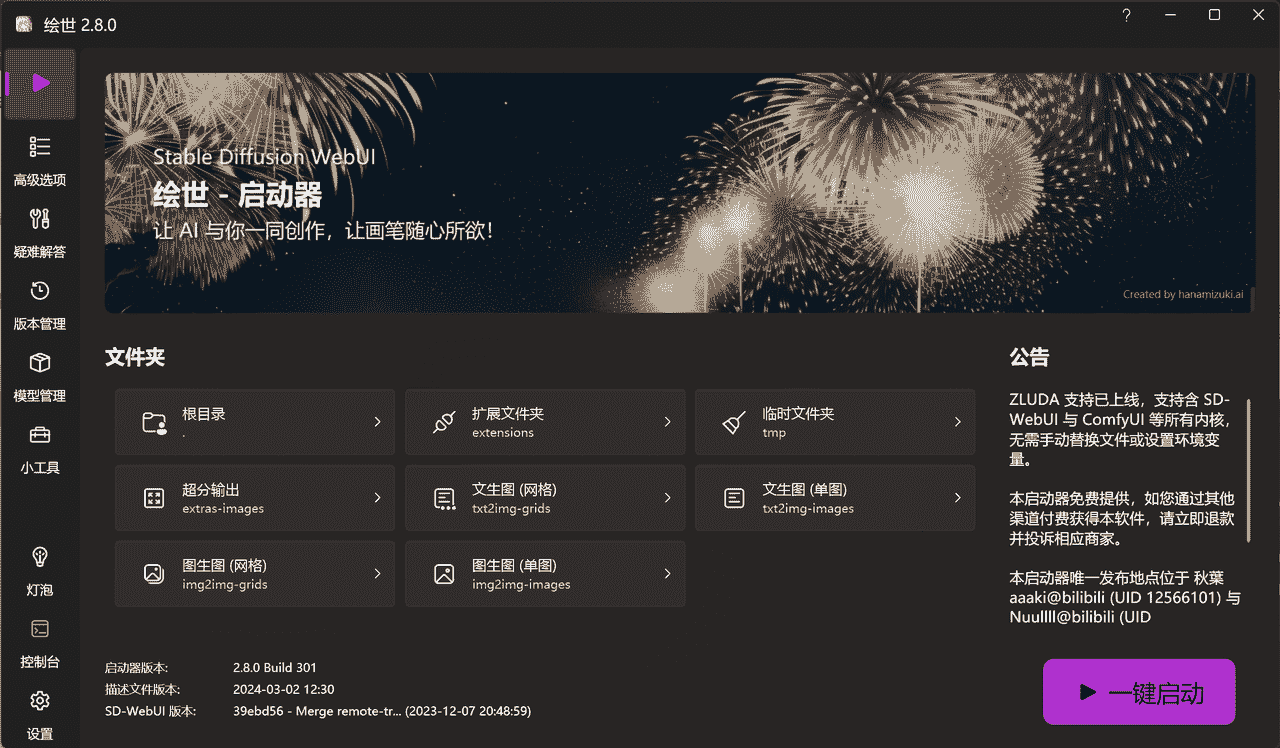 绘世 2.8.0
?
高级选项
疑难解答
版本管理
模型管理
小工具
灯泡
控制台
设置
Stable Diffusion WebUI
绘世 - 启动器
让 AI 与你一同创作，让画笔随心所欲！
Created by hanamizuki.ai
文件夹
根目录
.
扩展文件夹
extensions
临时文件夹
tmp
超分输出
extras-images
文生图 (网格)
txt2img-grids
文生图 (单图)
txt2img-images
图生图 (网格)
img2img-grids
图生图 (单图)
img2img-images
公告
ZLUDA 支持已上线，支持含 SD-
WebUI 与 ComfyUI 等所有内核，
无需手动替换文件或设置环境变
量。
本启动器免费提供，如您通过其他
渠道付费获得本软件，请立即退款
并投诉相应商家。
本启动器唯一发布地点位于 秋葉
aaaki@bilibili (UID 12566101) 与
Nuullll@bilibili (UID
启动器版本: 2.8.0 Build 301
描述文件版本: 2024-03-02 12:30
SD-WebUI 版本: 39ebd56 - Merge remote-tr... (2023-12-07 20:48:59)
一键启动